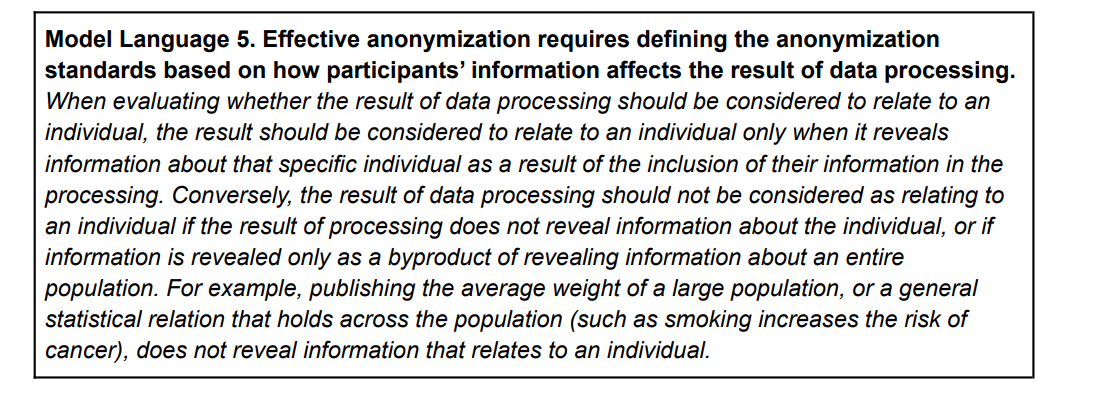 Model Language 5. Effective anonymization requires defining the anonymization
standards based on how participants’ information affects the result of data processing.
When evaluating whether the result of data processing should be considered to relate to an
individual, the result should be considered to relate to an individual only when it reveals
information about that specific individual as a result of the inclusion of their information in the
processing. Conversely, the result of data processing should not be considered as relating to
an individual if the result of processing does not reveal information about the individual, or if
information is revealed only as a byproduct of revealing information about an entire
population. For example, publishing the average weight of a large population, or a general
statistical relation that holds across the population (such as smoking increases the risk of
cancer), does not reveal information that relates to an individual.